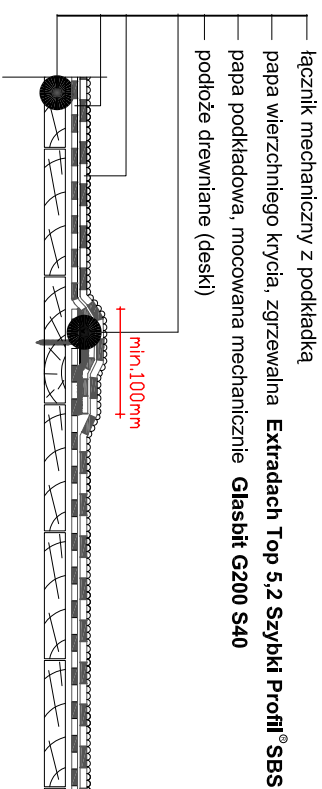 łącznik mechaniczny z podkładką
papa wierzchniego krycia, zgrzewalna Extradach Top 5,2 Szybki Profil® SBS
papa podkładowa, mocowana mechanicznie Glasbit G200 S40
podłoże drewniane (deski)
min.100mm